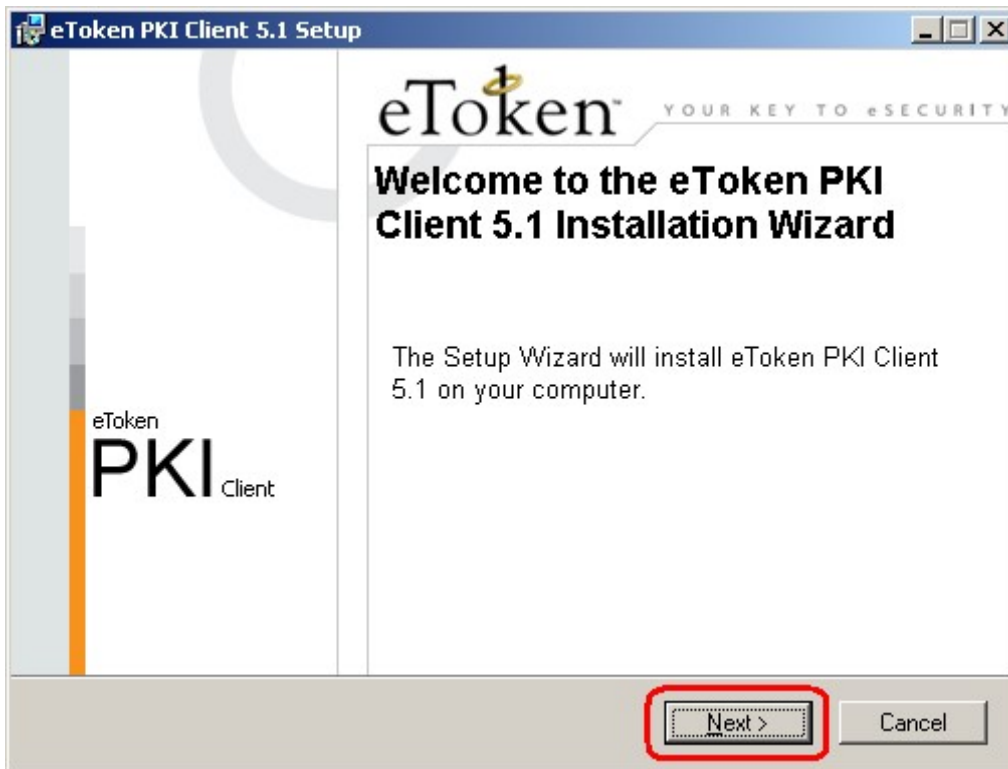 eToken PKI Client 5.1 Setup
eToken™ YOUR KEY TO eSECURITY
Welcome to the eToken PKI
Client 5.1 Installation Wizard
The Setup Wizard will install eToken PKI Client
5.1 on your computer.
eToken
PKI Client
Next >
Cancel